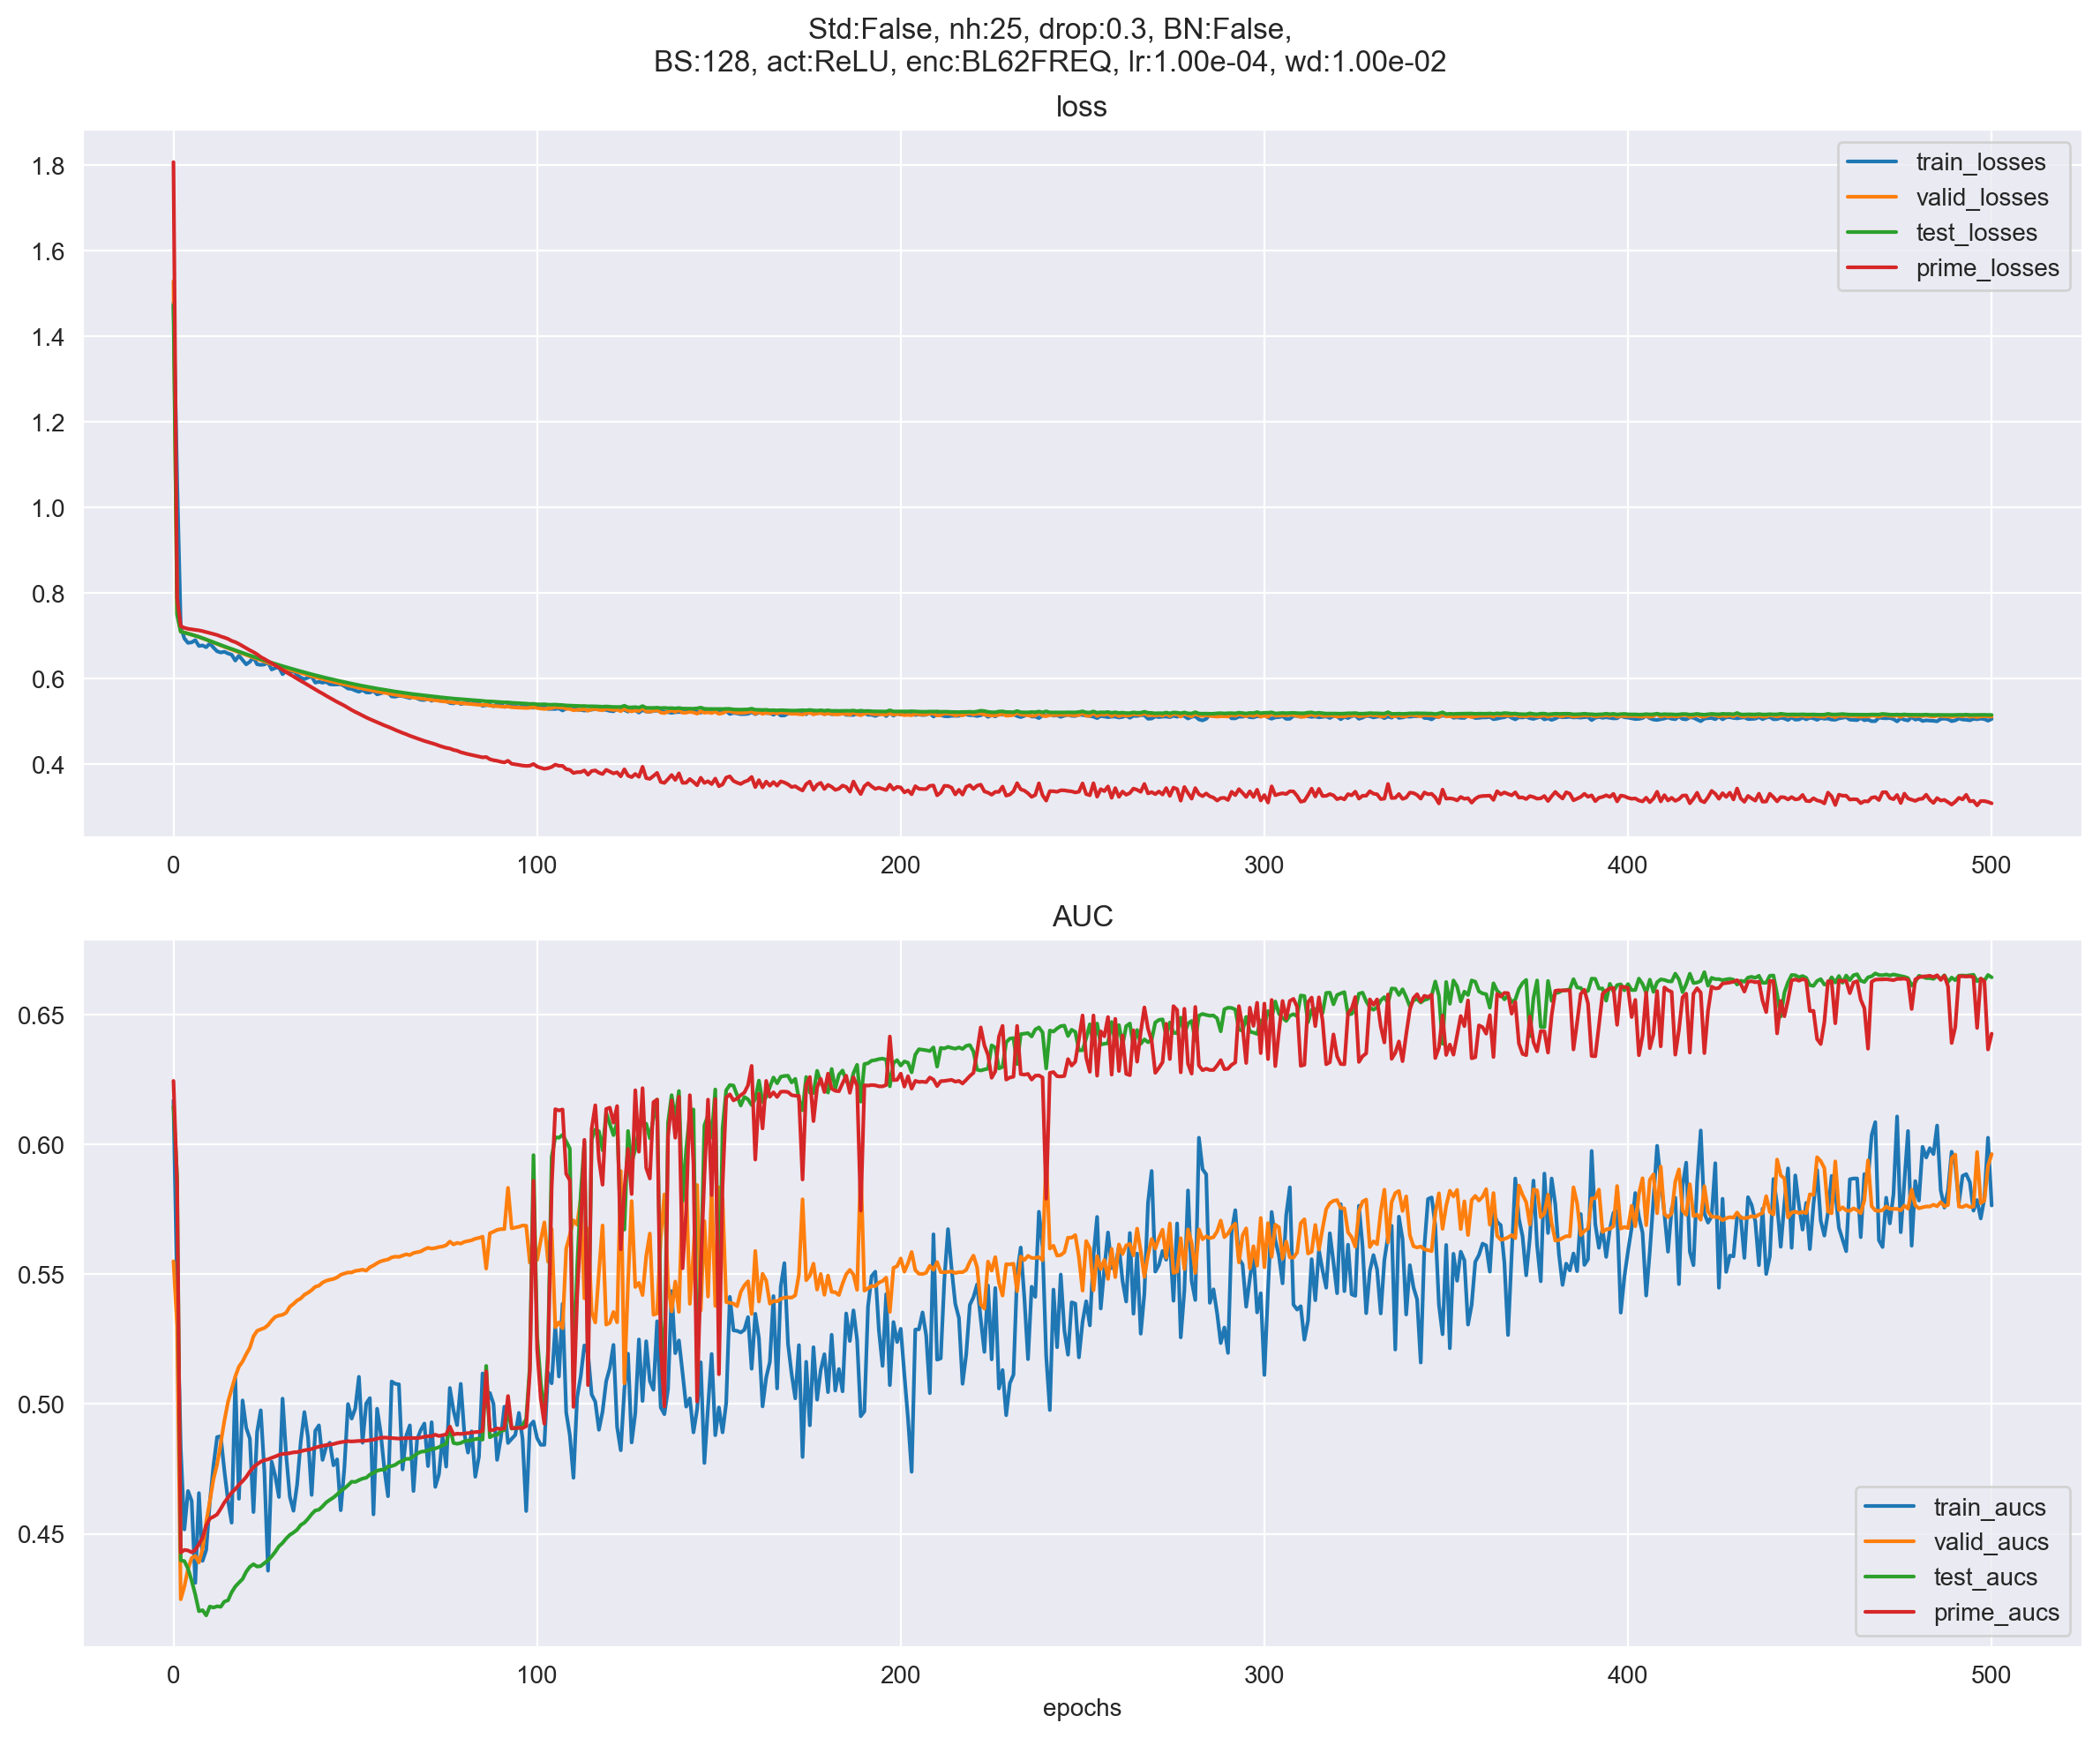 Std:False, nh:25, drop:0.3, BN:False,
BS:128, act:ReLU, enc:BL62FREQ, lr:1.00e-04, wd:1.00e-02
loss
1.8
1.6
1.4
1.2
1.0
0.8
0.6
0.4
train_losses
valid_losses
test_losses
prime_losses
0 100 200 300 400 500
AUC
0.65
0.60
0.55
0.50
0.45
train_aucs
valid_aucs
test_aucs
prime_aucs
0 100 200 300 400 500
epochs